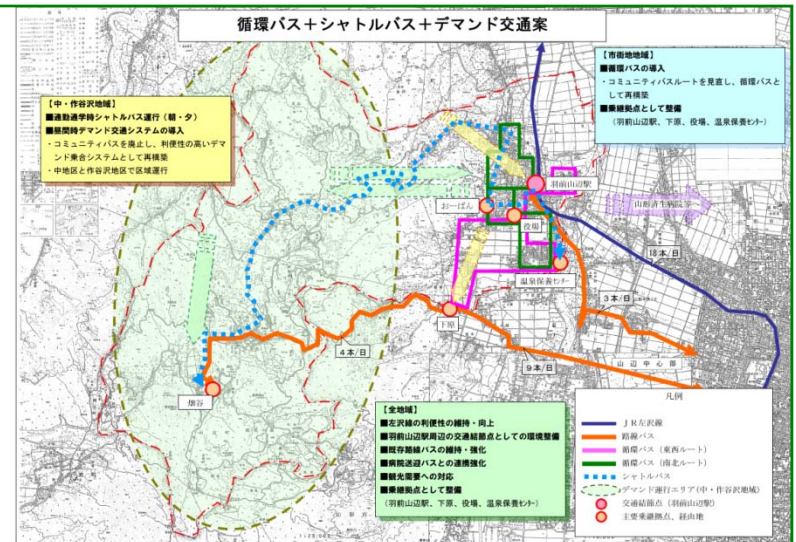 循環バス＋シャトルバス＋デマンド交通案
【市街地地域】
■循環バスの導入
・コミュニティバスルートを見直し、循環バスとして再構築
■乗継拠点として整備
（羽前山辺駅、下原、役場、温泉保養ｾﾝﾀｰ）
【中・作谷沢地域】
■通勤通学時シャトルバス運行（朝・夕）
■昼間時デマンド交通システムの導入
・コミュニティバスを廃止し、利便性の高いデマ
ンド乗合システムとして再構築
・中地区と作谷沢地区で区域運行
羽前山辺駅
おーばん
役場
山形済生病院等へ
温泉保養ｾﾝﾀｰ
18本/日
3本/日
下原
4本/日
9本/日
山辺中心部
畑谷
【全地域】
■左沢線の利便性の維持・向上
■羽前山辺駅周辺の交通結節点としての環境整備
■既存路線バスの維持・強化
■病院送迎バスとの連携強化
■観光需要への対応
■乗継拠点として整備
（羽前山辺駅、下原、役場、温泉保養ｾﾝﾀｰ）
凡例
ＪＲ左沢線
路線バス
循環バス（東西ルート）
循環バス（南北ルート）
シャトルバス
デマンド運行エリア（中・作谷沢地域）
交通結節点（羽前山辺駅）
主要乗継拠点、経由地